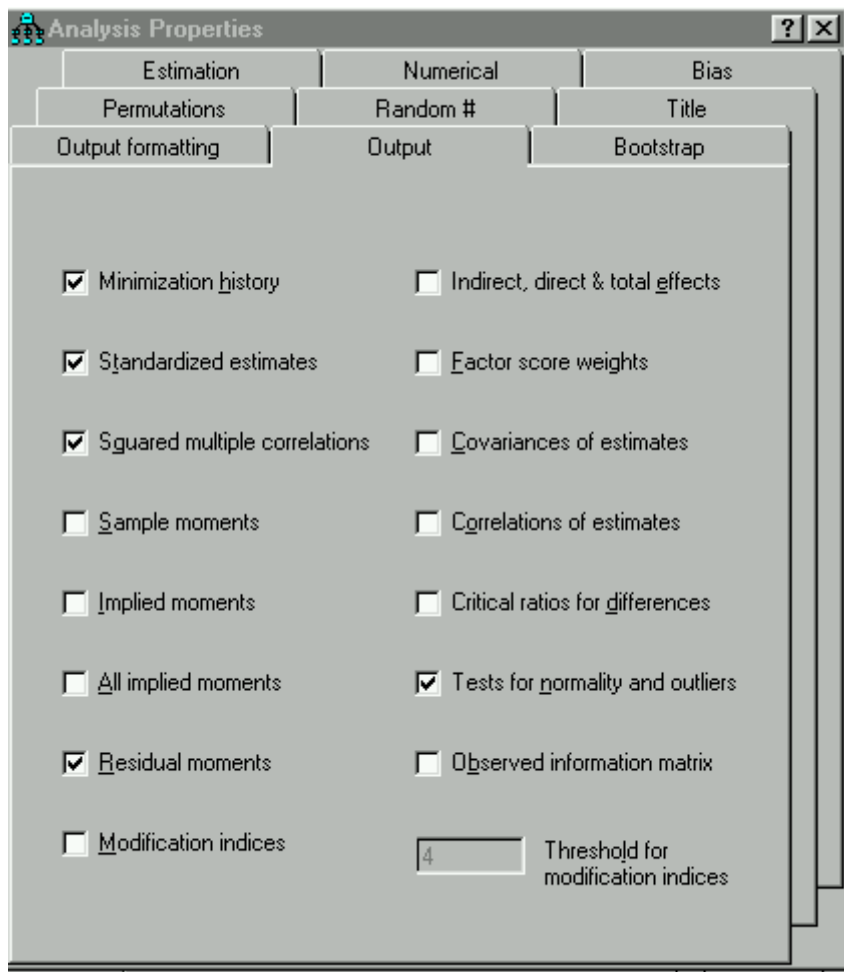 Analysis Properties
Estimation Numerical Bias
Permutations Random # Title
Output formatting Output Bootstrap
Minimization history Indirect, direct & total effects
Standardized estimates Factor score weights
Squared multiple correlations Covariances of estimates
Sample moments Correlations of estimates
Implied moments Critical ratios for differences
All implied moments Tests for normality and outliers
Residual moments Observed information matrix
Modification indices 4 Threshold for
modification indices